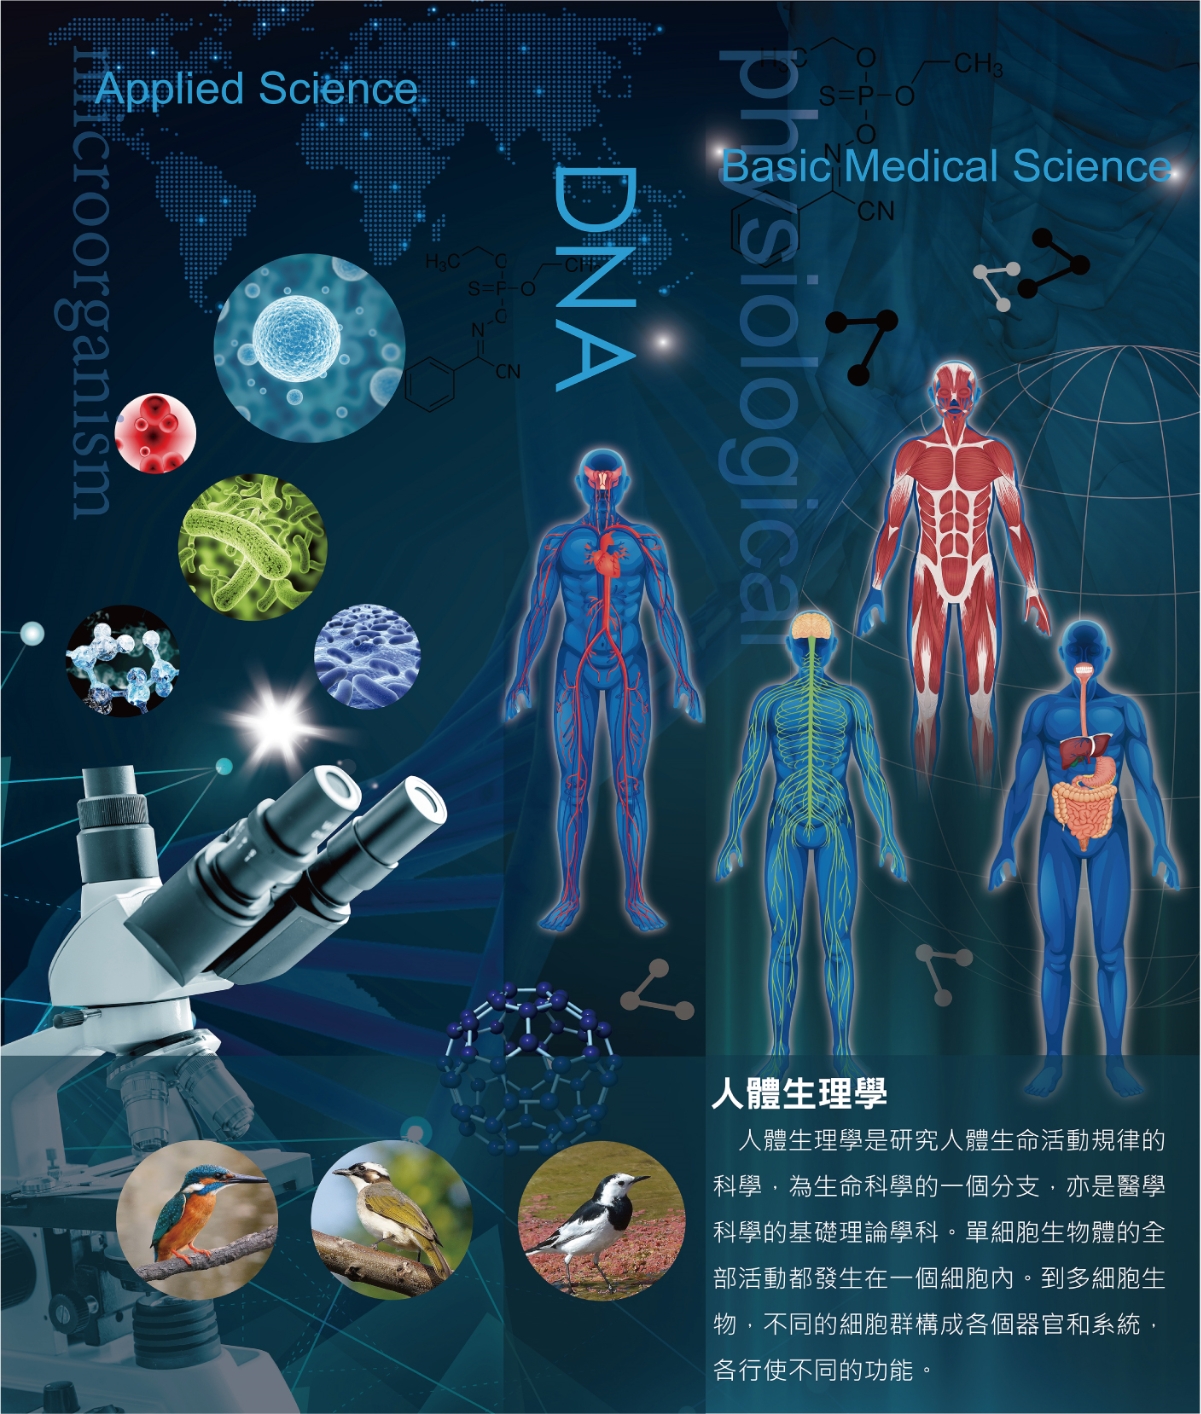 microorganism
Applied Science
DNA
physiological
Basic Medical Science
H₃C
O
CH₃
S=P–O
O
N
CN
H₃C
O
CH₃
S=P–O
O
N
CN
人體生理學
人體生理學是研究人體生命活動規律的
科學，為生命科學的一個分支，亦是醫學
科學的基礎理論學科。單細胞生物體的全
部活動都發生在一個細胞內。到多細胞生
物，不同的細胞群構成各個器官和系統，
各行使不同的功能。